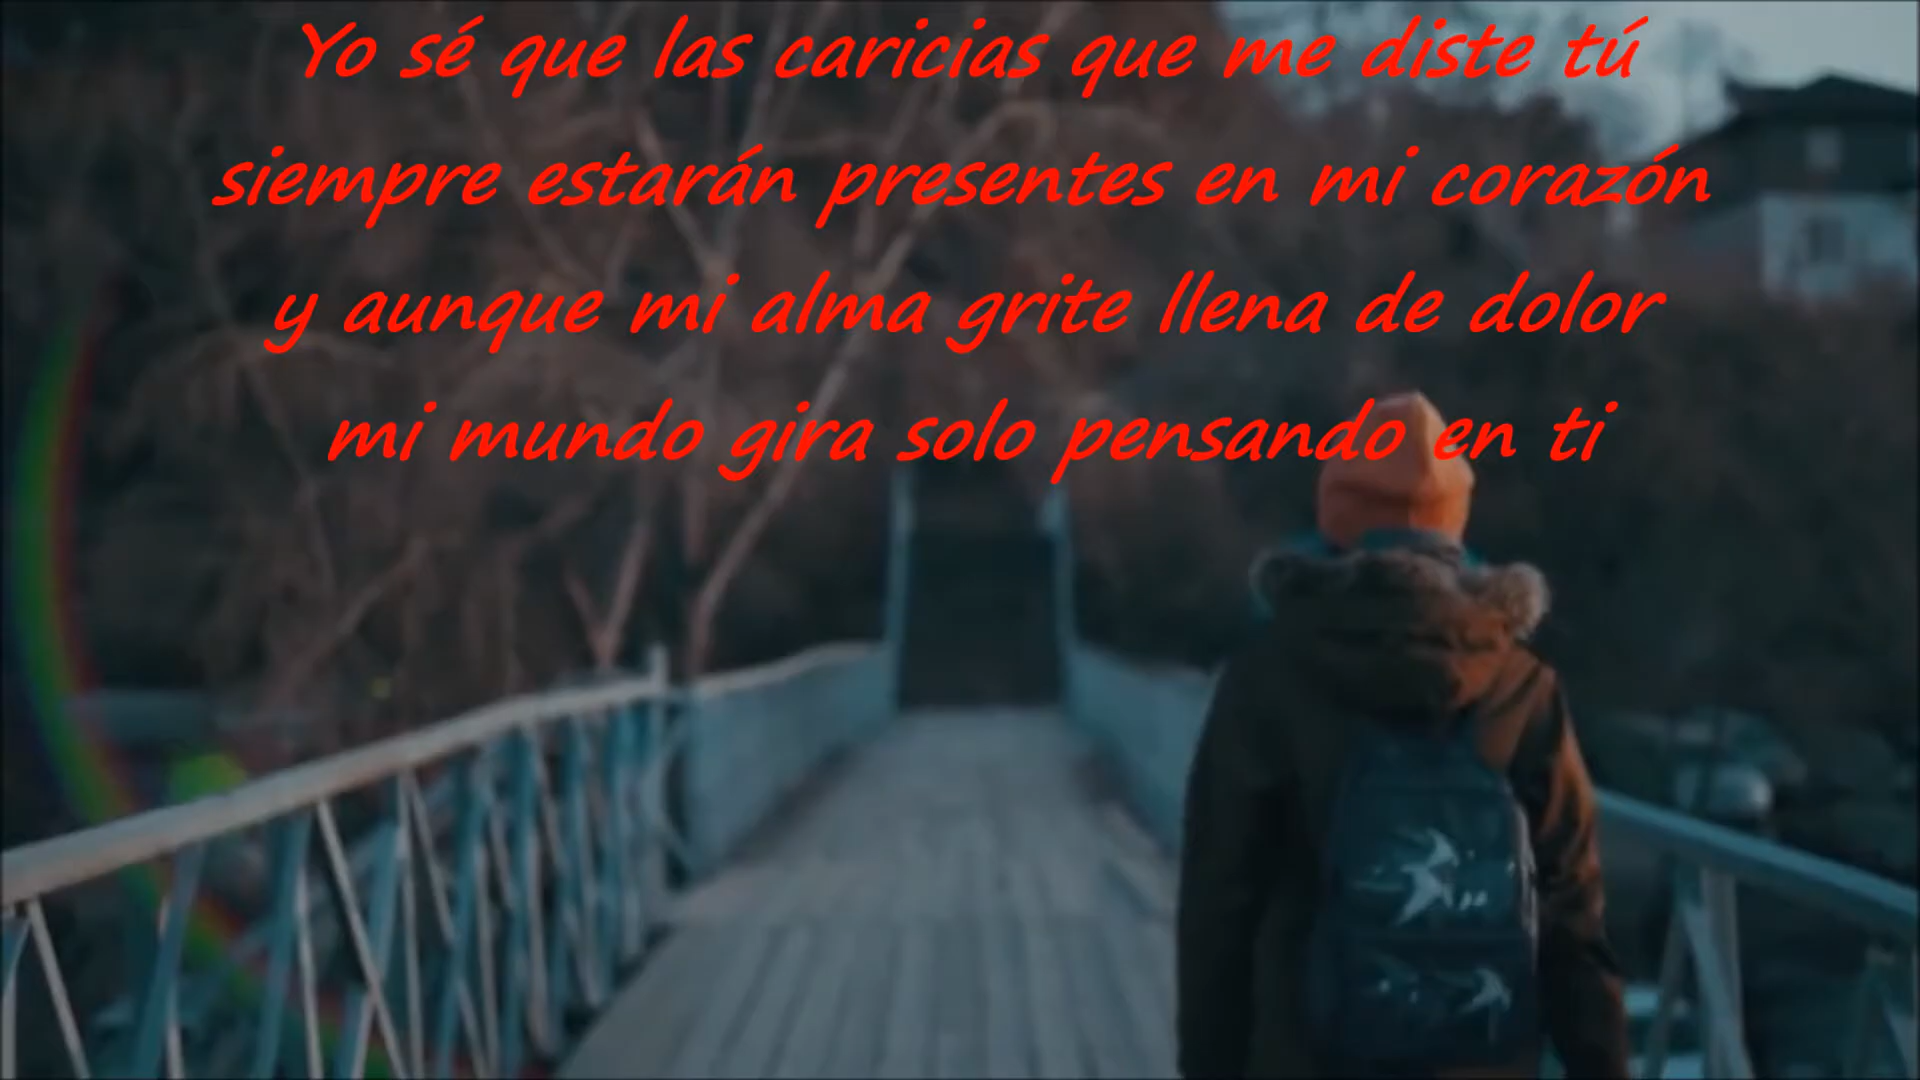 Yo sé que las caricias que me diste tú
siempre estarán presentes en mi corazón
y aunque mi alma grite llena de dolor
mi mundo gira solo pensando en ti